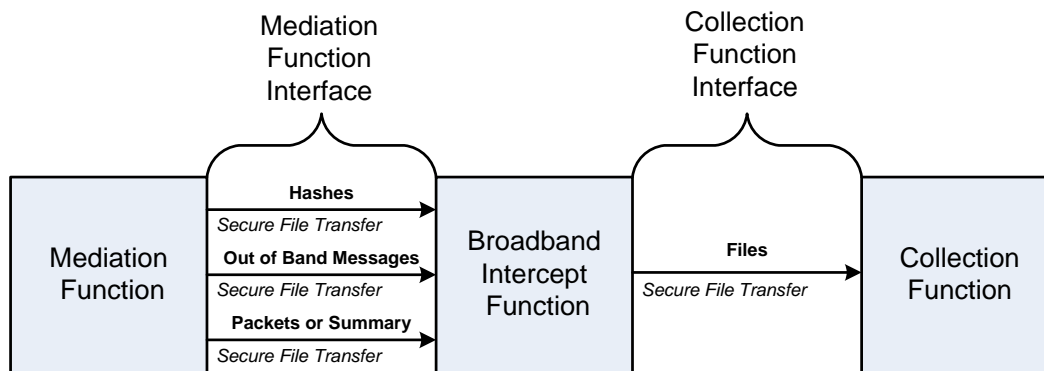 Mediation
Function
Interface
Collection
Function
Interface
Mediation
Function
Hashes
Secure File Transfer
Out of Band Messages
Secure File Transfer
Packets or Summary
Secure File Transfer
Broadband
Intercept
Function
Files
Secure File Transfer
Collection
Function